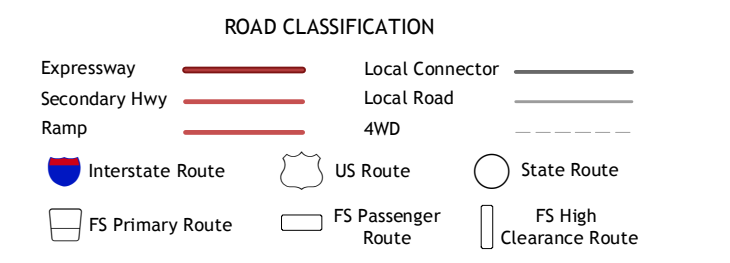 ROAD CLASSIFICATION
Expressway
Local Connector
Secondary Hwy
Local Road
Ramp
4WD
Interstate Route
US Route
State Route
FS Primary Route
FS Passenger
Route
FS High
Clearance Route